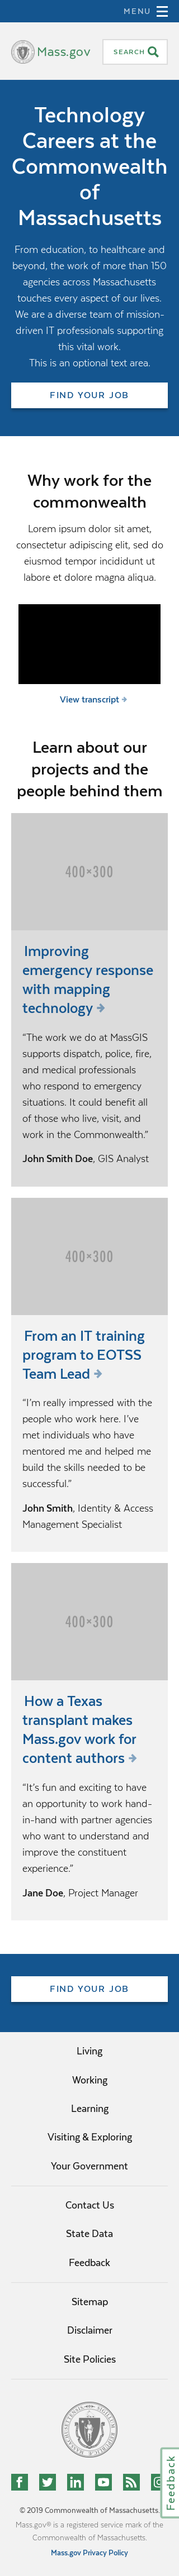 MENU
Mass.gov
SEARCH
Technology
Careers at the
Commonwealth
of
Massachusetts
From education, to healthcare and
beyond, the work of more than 150
agencies across Massachusetts
touches every aspect of our lives.
We are a diverse team of mission-
driven IT professionals supporting
this vital work.
This is an optional text area.
FIND YOUR JOB
Why work for the
commonwealth
Lorem ipsum dolor sit amet,
consectetur adipiscing elit, sed do
eiusmod tempor incididunt ut
labore et dolore magna aliqua.
View transcript
Learn about our
projects and the
people behind them
400×300
Improving
emergency response
with mapping
technology
“The work we do at MassGIS
supports dispatch, police, fire,
and medical professionals
who respond to emergency
situations. It could benefit all
of those who live, visit, and
work in the Commonwealth.”
John Smith Doe, GIS Analyst
400×300
From an IT training
program to EOTSS
Team Lead
“I’m really impressed with the
people who work here. I’ve
met individuals who have
mentored me and helped me
build the skills needed to be
successful.”
John Smith, Identity & Access
Management Specialist
400×300
How a Texas
transplant makes
Mass.gov work for
content authors
“It’s fun and exciting to have
an opportunity to work hand-
in-hand with partner agencies
who want to understand and
improve the constituent
experience.”
Jane Doe, Project Manager
FIND YOUR JOB
Living
Working
Learning
Visiting & Exploring
Your Government
Contact Us
State Data
Feedback
Sitemap
Disclaimer
Site Policies
Feedback
© 2019 Commonwealth of Massachusetts.
Mass.gov® is a registered service mark of the
Commonwealth of Massachusetts.
Mass.gov Privacy Policy